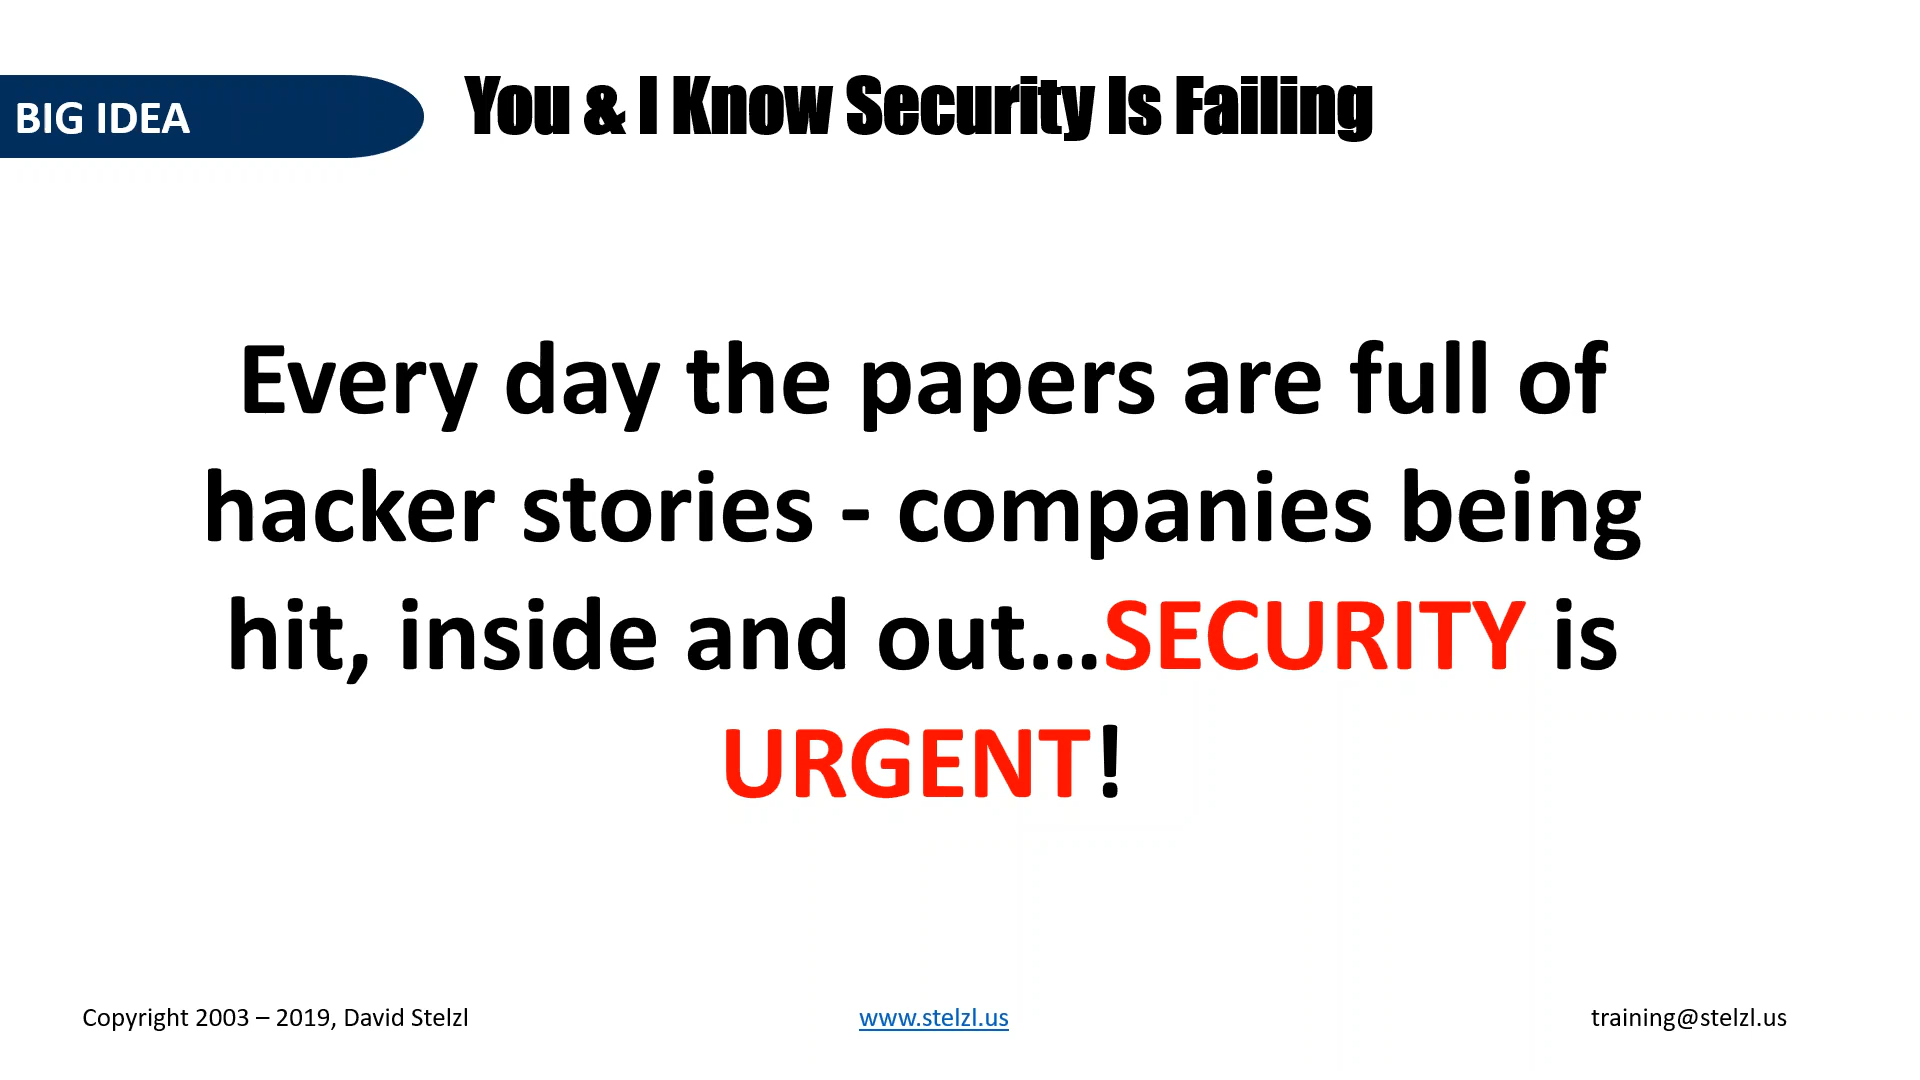 BIG IDEA
You & I Know Security Is Failing
Every day the papers are full of
hacker stories - companies being
hit, inside and out...SECURITY is
URGENT!
Copyright 2003 – 2019, David Stelzl
www.stelzl.us
training@stelzl.us